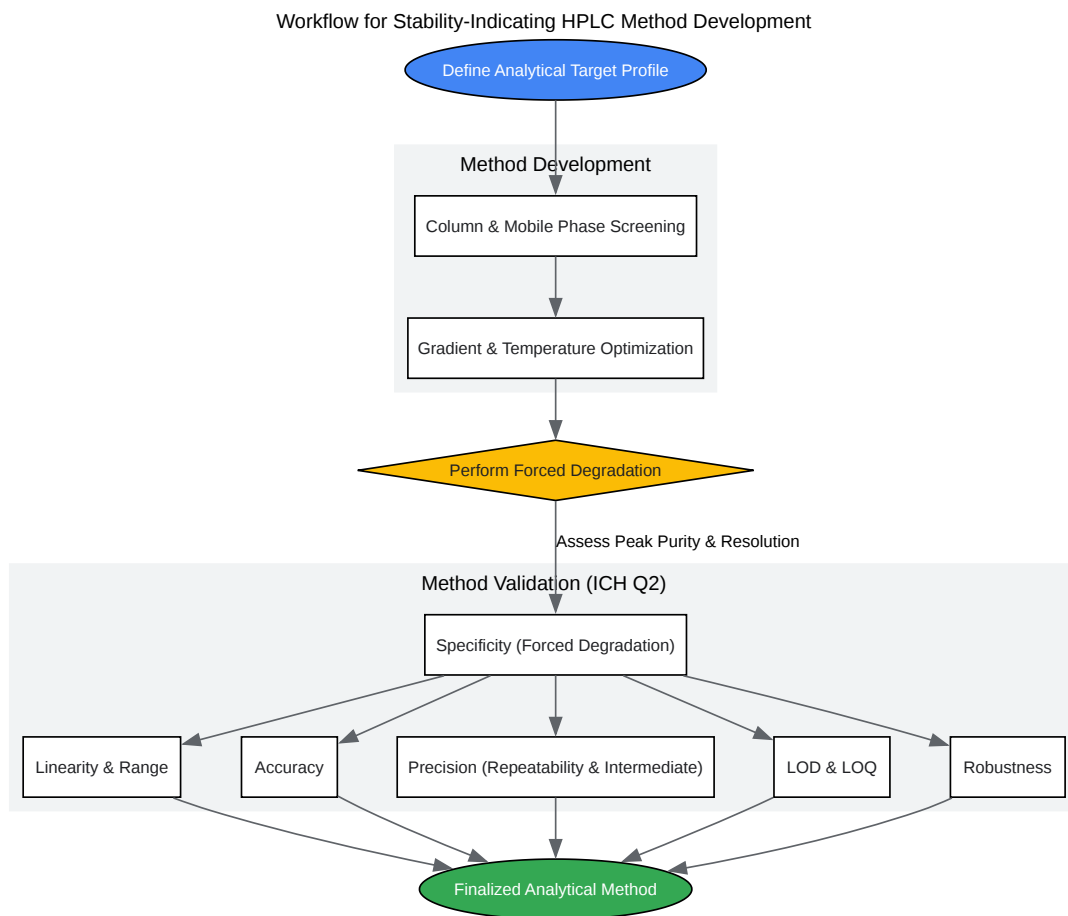 Workflow for Stability-Indicating HPLC Method Development
Define Analytical Target Profile
Method Development
Column & Mobile Phase Screening
Gradient & Temperature Optimization
Perform Forced Degradation
Assess Peak Purity & Resolution
Method Validation (ICH Q2)
Specificity (Forced Degradation)
Linearity & Range
Accuracy
Precision (Repeatability & Intermediate)
LOD & LOQ
Robustness
Finalized Analytical Method